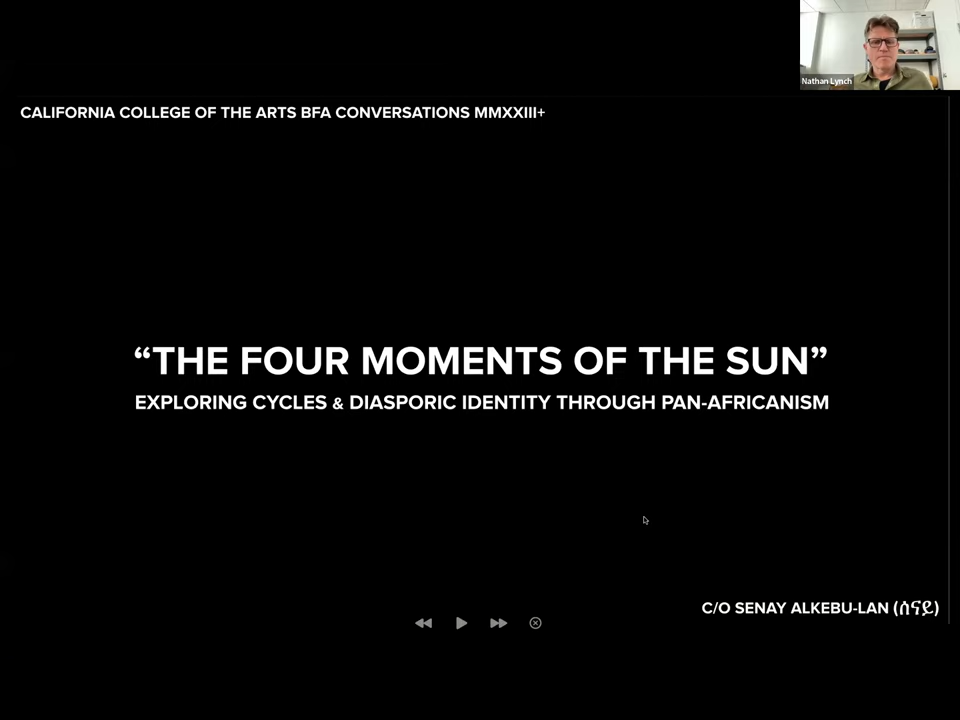 Nathan Lynch
CALIFORNIA COLLEGE OF THE ARTS BFA CONVERSATIONS MMXXIII+
“THE FOUR MOMENTS OF THE SUN”
EXPLORING CYCLES & DIASPORIC IDENTITY THROUGH PAN-AFRICANISM
C/O SENAY ALKEBU-LAN (ሰናይ)